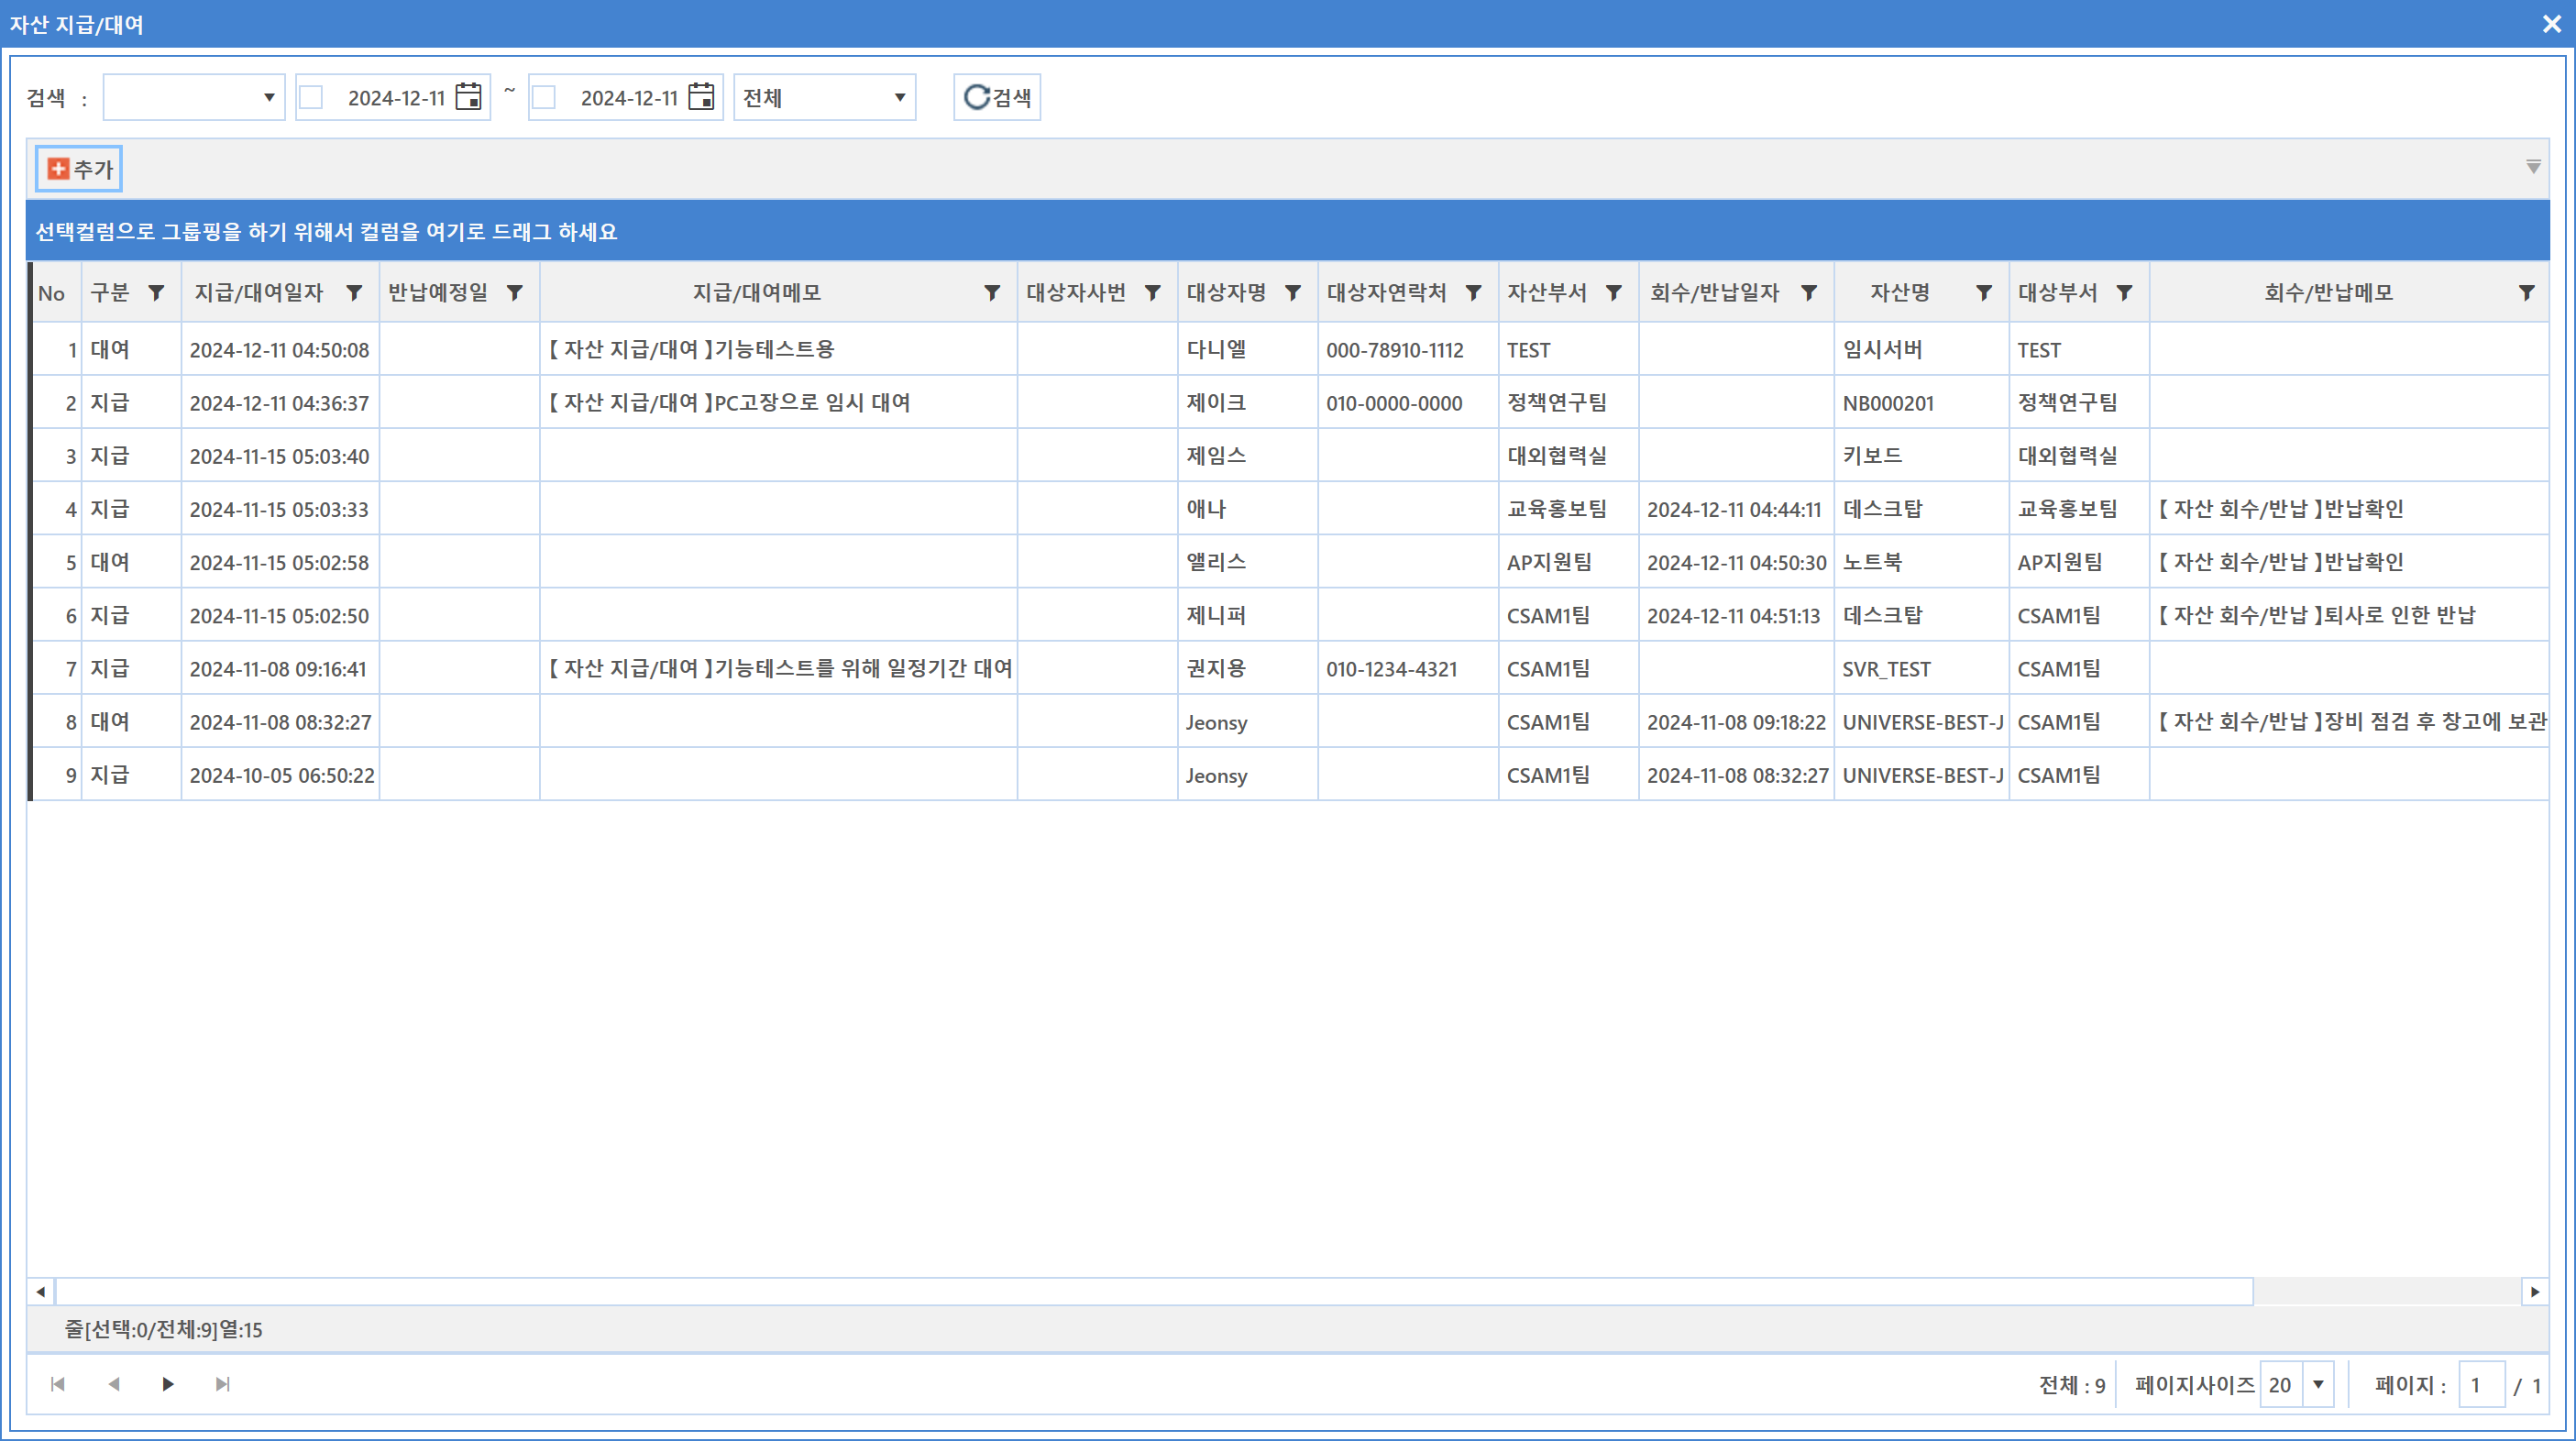 자산 지급/대여
검색 : 2024-12-11 ~ 2024-12-11 전체 검색
추가
선택컬럼으로 그룹핑을 하기 위해서 컬럼을 여기로 드래그 하세요
No 구분 지급/대여일자 반납예정일 지급/대여메모 대상자사번 대상자명 대상자연락처 자산부서 회수/반납일자 자산명 대상부서 회수/반납메모
1 대여 2024-12-11 04:50:08 【 자산 지급/대여 】기능테스트용 다니엘 000-78910-1112 TEST 임시서버 TEST
2 지급 2024-12-11 04:36:37 【 자산 지급/대여 】PC고장으로 임시 대여 제이크 010-0000-0000 정책연구팀 NB000201 정책연구팀
3 지급 2024-11-15 05:03:40 제임스 대외협력실 키보드 대외협력실
4 지급 2024-11-15 05:03:33 애나 교육홍보팀 2024-12-11 04:44:11 데스크탑 교육홍보팀 【 자산 회수/반납 】반납확인
5 대여 2024-11-15 05:02:58 앨리스 AP지원팀 2024-12-11 04:50:30 노트북 AP지원팀 【 자산 회수/반납 】반납확인
6 지급 2024-11-15 05:02:50 제니퍼 CSAM1팀 2024-12-11 04:51:13 데스크탑 CSAM1팀 【 자산 회수/반납 】퇴사로 인한 반납
7 지급 2024-11-08 09:16:41 【 자산 지급/대여 】기능테스트를 위해 일정기간 대여 권지용 010-1234-4321 CSAM1팀 SVR_TEST CSAM1팀
8 대여 2024-11-08 08:32:27 Jeonsy CSAM1팀 2024-11-08 09:18:22 UNIVERSE-BEST-J CSAM1팀 【 자산 회수/반납 】장비 점검 후 창고에 보관
9 지급 2024-10-05 06:50:22 Jeonsy CSAM1팀 2024-11-08 08:32:27 UNIVERSE-BEST-J CSAM1팀
줄[선택:0/전체:9]열:15
전체 : 9 페이지사이즈 20 페이지 : 1 / 1